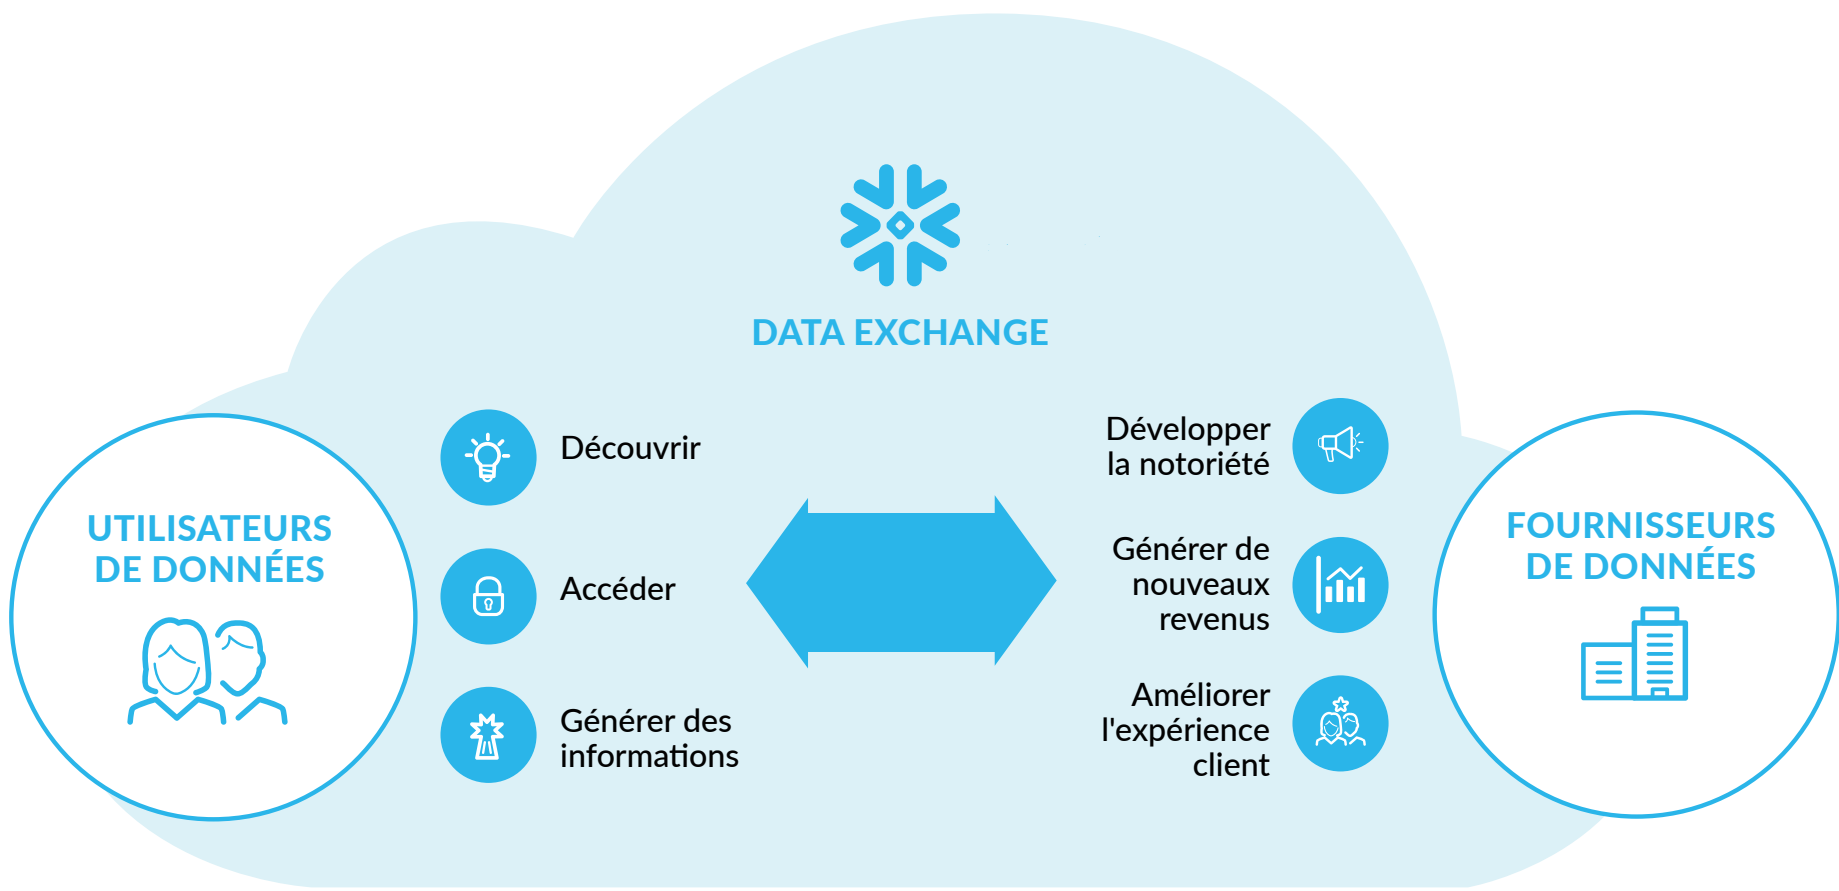 DATA EXCHANGE
UTILISATEURS
DE DONNÉES
Découvrir
Accéder
Générer des
informations
Développer
la notoriété
Générer de
nouveaux
revenus
Améliorer
l'expérience
client
FOURNISSEURS
DE DONNÉES